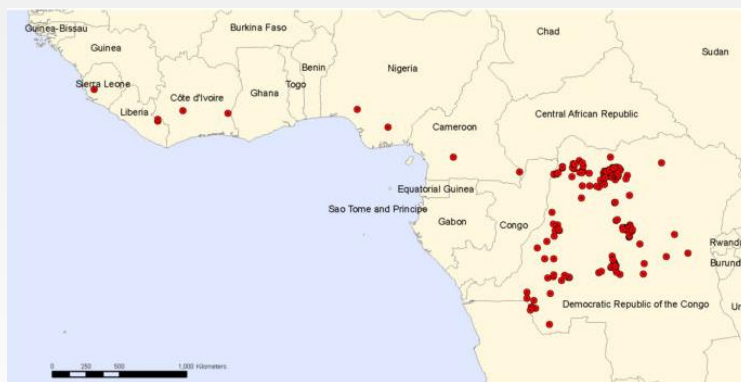 Guinea-Bissau
Guinea
Burkina Faso
Chad
Sudan
Nigeria
Benin
Togo
Ghana
Côte d'Ivoire
Sierra Leone
Liberia
Central African Republic
Cameroon
Equatorial Guinea
Sao Tome and Principe
Gabon
Congo
Rwand
Burund
Democratic Republic of the Congo
0 250 500 1,000 Kilometers